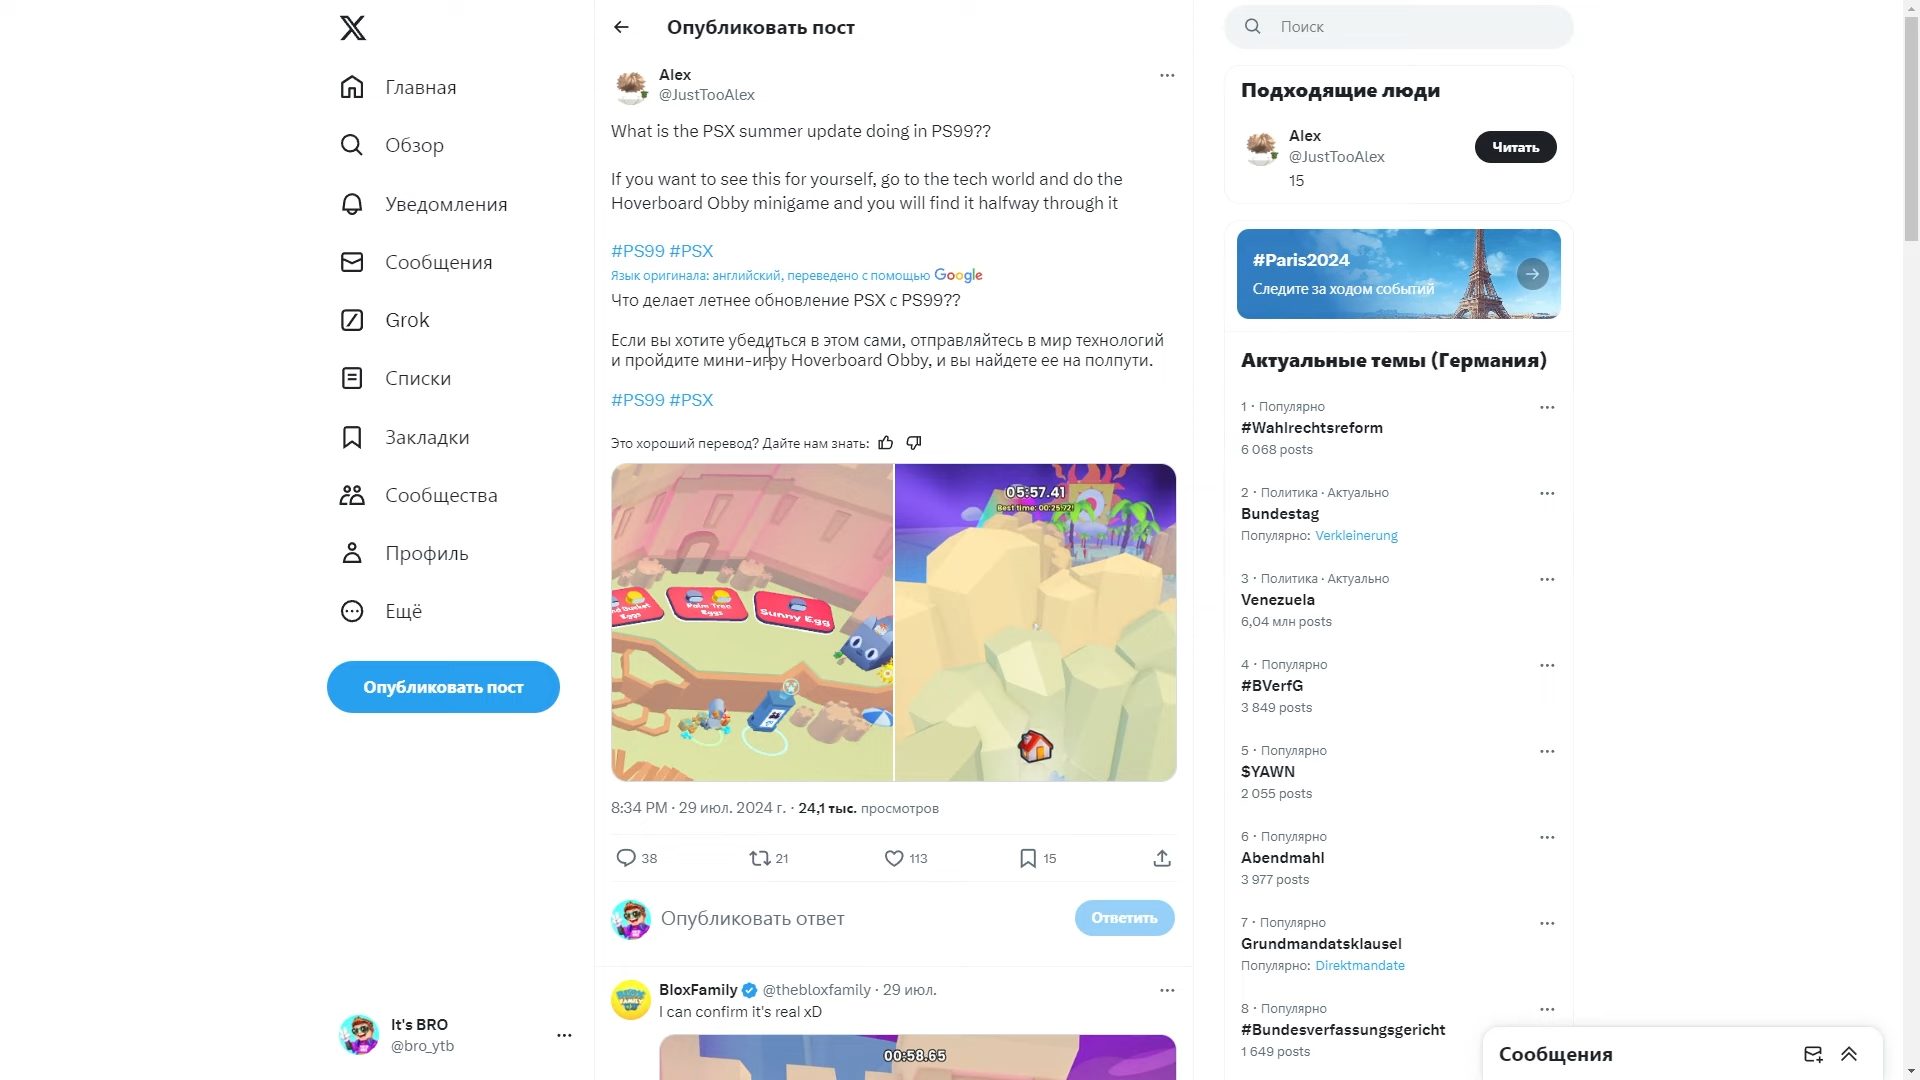 Главная
Обзор
Уведомления
Сообщения
Grok
Списки
Закладки
Сообщества
Профиль
Ещё
Опубликовать пост
It's BRO
@bro_ytb
Опубликовать пост
Alex
@JustTooAlex
What is the PSX summer update doing in PS99??
If you want to see this for yourself, go to the tech world and do the
Hoverboard Obby minigame and you will find it halfway through it
#PS99 #PSX
Язык оригинала: английский, переведено с помощью Google
Что делает летнее обновление PSX с PS99??
Если вы хотите убедиться в этом сами, отправляйтесь в мир технологий
и пройдите мини-игру Hoverboard Obby, и вы найдете ее на полпути.
#PS99 #PSX
Это хороший перевод? Дайте нам знать:
Bucket
Eggs
Palm Tree
Eggs
Sunny Egg
05:57.41
Best time: 00:25.72!
8:34 PM · 29 июл. 2024 г. · 24,1 тыс. просмотров
38
21
113
15
Опубликовать ответ
Ответить
BloxFamily @thebloxfamily · 29 июл.
I can confirm it's real xD
00:58.65
Поиск
Подходящие люди
Alex
@JustTooAlex
15
Читать
#Paris2024
Следите за ходом событий
Актуальные темы (Германия)
1 · Популярно
#Wahlrechtsreform
6 068 posts
2 · Политика · Актуально
Bundestag
Популярно: Verkleinerung
3 · Политика · Актуально
Venezuela
6,04 млн posts
4 · Популярно
#BVerfG
3 849 posts
5 · Популярно
$YAWN
2 055 posts
6 · Популярно
Abendmahl
3 977 posts
7 · Популярно
Grundmandatsklausel
Популярно: Direktmandate
8 · Популярно
#Bundesverfassungsgericht
1 649 posts
Сообщения